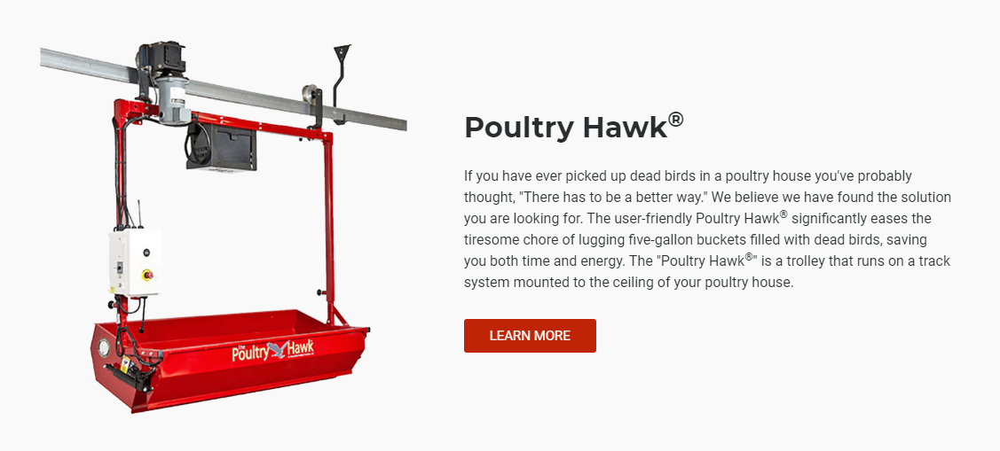 Poultry Hawk®
If you have ever picked up dead birds in a poultry house you've probably
thought, "There has to be a better way." We believe we have found the solution
you are looking for. The user-friendly Poultry Hawk® significantly eases the
tiresome chore of lugging five-gallon buckets filled with dead birds, saving
you both time and energy. The "Poultry Hawk®" is a trolley that runs on a track
system mounted to the ceiling of your poultry house.
LEARN MORE
The
Poultry Hawk